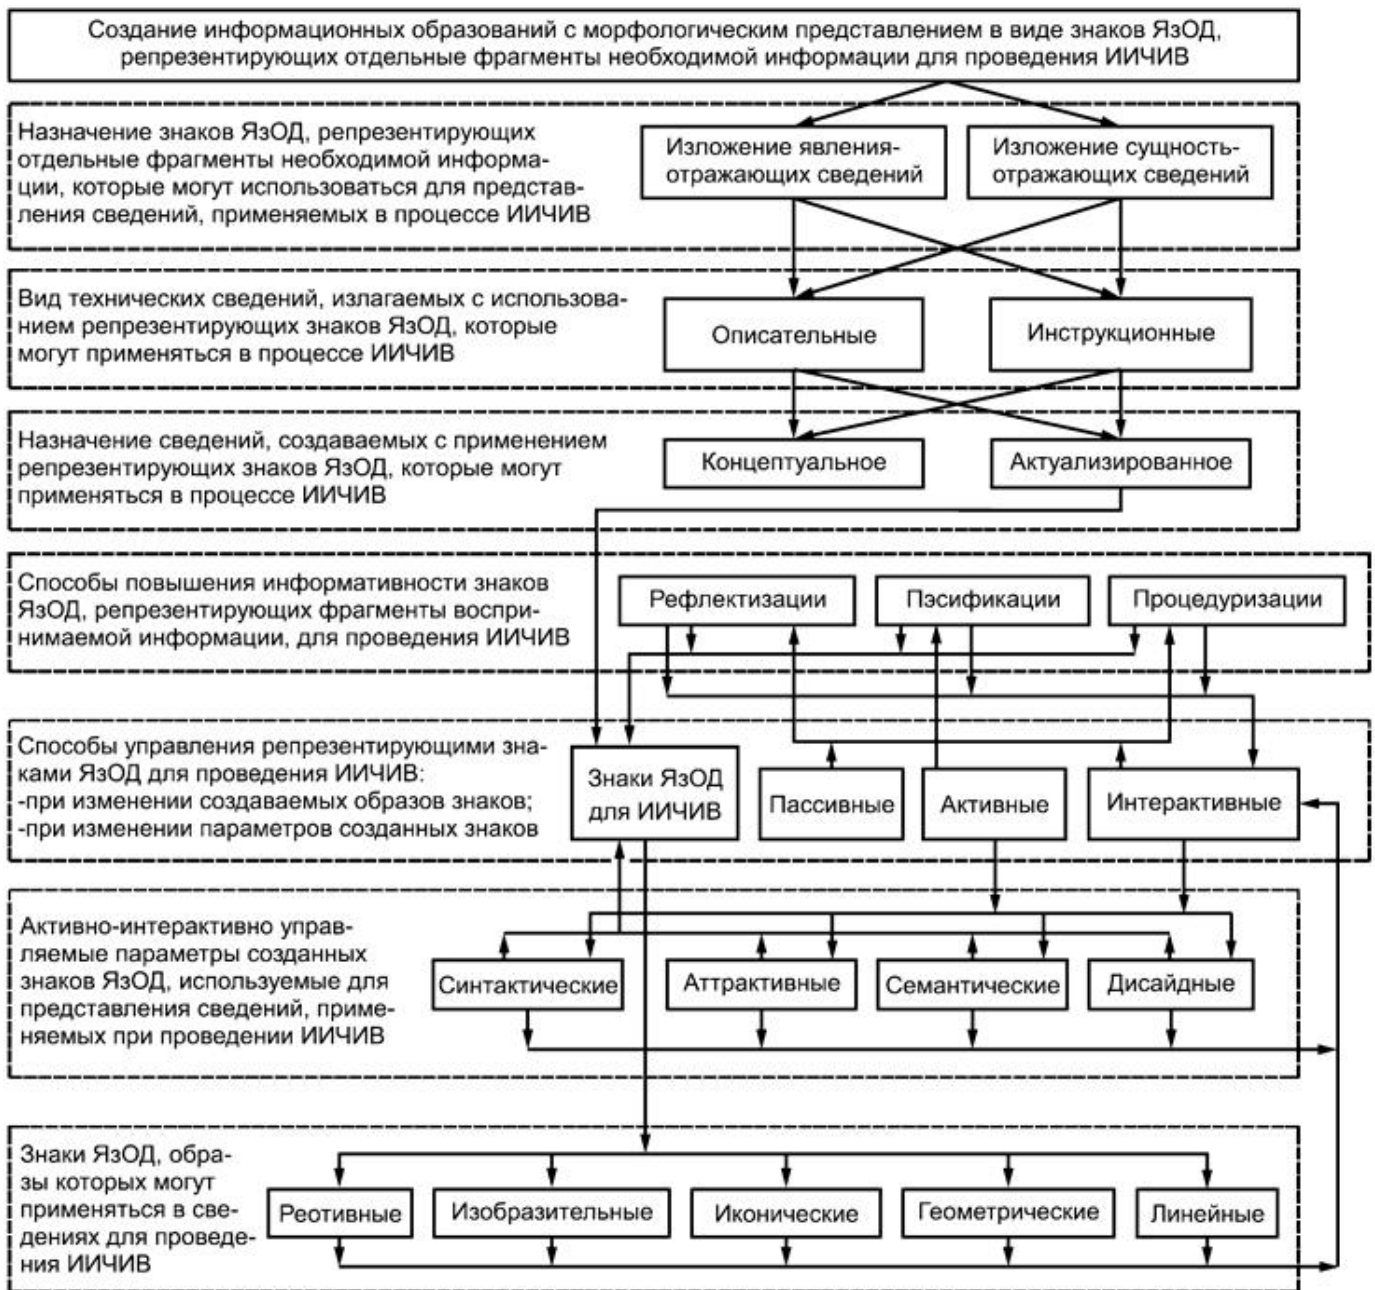 Создание информационных образований с морфологическим представлением в виде знаков ЯзОД,
репрезентирующих отдельные фрагменты необходимой информации для проведения ИИЧИВ
Назначение знаков ЯзОД, репрезентирующих
отдельные фрагменты необходимой информа-
ции, которые могут использоваться для представ-
ления сведений, применяемых в процессе ИИЧИВ
Изложение явления-
отражающих сведений
Изложение сущность-
отражающих сведений
Вид технических сведений, излагаемых с использова-
нием репрезентирующих знаков ЯзОД, которые
могут применяться в процессе ИИЧИВ
Описательные
Инструкционные
Назначение сведений, создаваемых с применением
репрезентирующих знаков ЯзОД, которые могут
применяться в процессе ИИЧИВ
Концептуальное
Актуализированное
Способы повышения информативности знаков
ЯзОД, репрезентирующих фрагменты воспри-
нимаемой информации, для проведения ИИЧИВ
Рефлектизации
Пэсификации
Процедуризации
Способы управления репрезентирующими зна-
ками ЯзОД для проведения ИИЧИВ:
-при изменении создаваемых образов знаков;
-при изменении параметров созданных знаков
Знаки ЯзОД
для ИИЧИВ
Пассивные
Активные
Интерактивные
Активно-интерактивно управ-
ляемые параметры созданных
знаков ЯзОД, используемые для
представления сведений, приме-
няемых при проведении ИИЧИВ
Синтактические
Аттрактивные
Семантические
Дисайдные
Знаки ЯзОД, обра-
зы которых могут
применяться в све-
дениях для проведе-
ния ИИЧИВ
Реотивные
Изобразительные
Иконические
Геометрические
Линейные